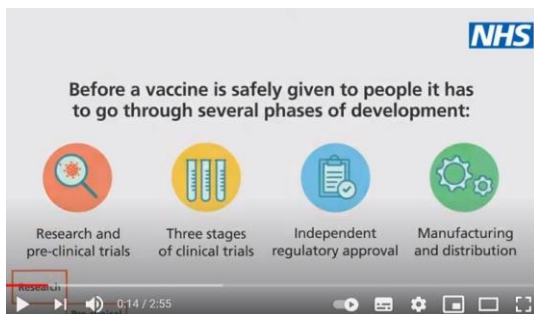 NHS
Before a vaccine is safely given to people it has
to go through several phases of development:
Research and
pre-clinical trials
Three stages
of clinical trials
Independent
regulatory approval
Manufacturing
and distribution
Research
0:14 / 2:55